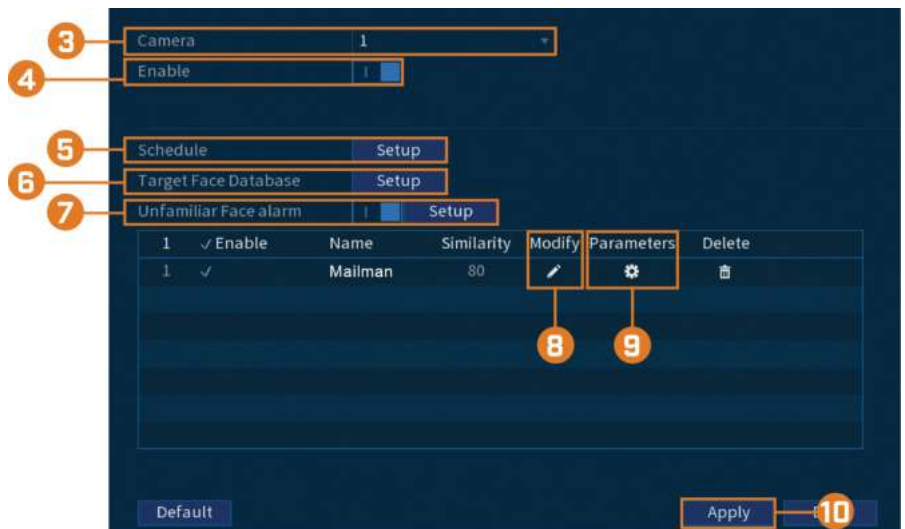 3 Camera 1
4 Enable
5 Schedule Setup
6 Target Face Database Setup
7 Unfamiliar Face alarm Setup
1 ✓ Enable Name Similarity Modify Parameters Delete
1 ✓ Mailman 80
8 9
Default Apply 10